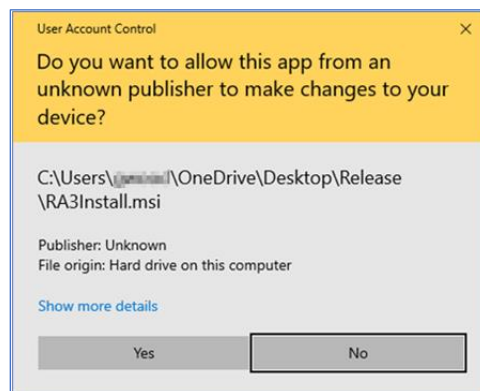 User Account Control
Do you want to allow this app from an
unknown publisher to make changes to your
device?
C:\Users\ \OneDrive\Desktop\Release
\RA3Install.msi
Publisher: Unknown
File origin: Hard drive on this computer
Show more details
Yes
No